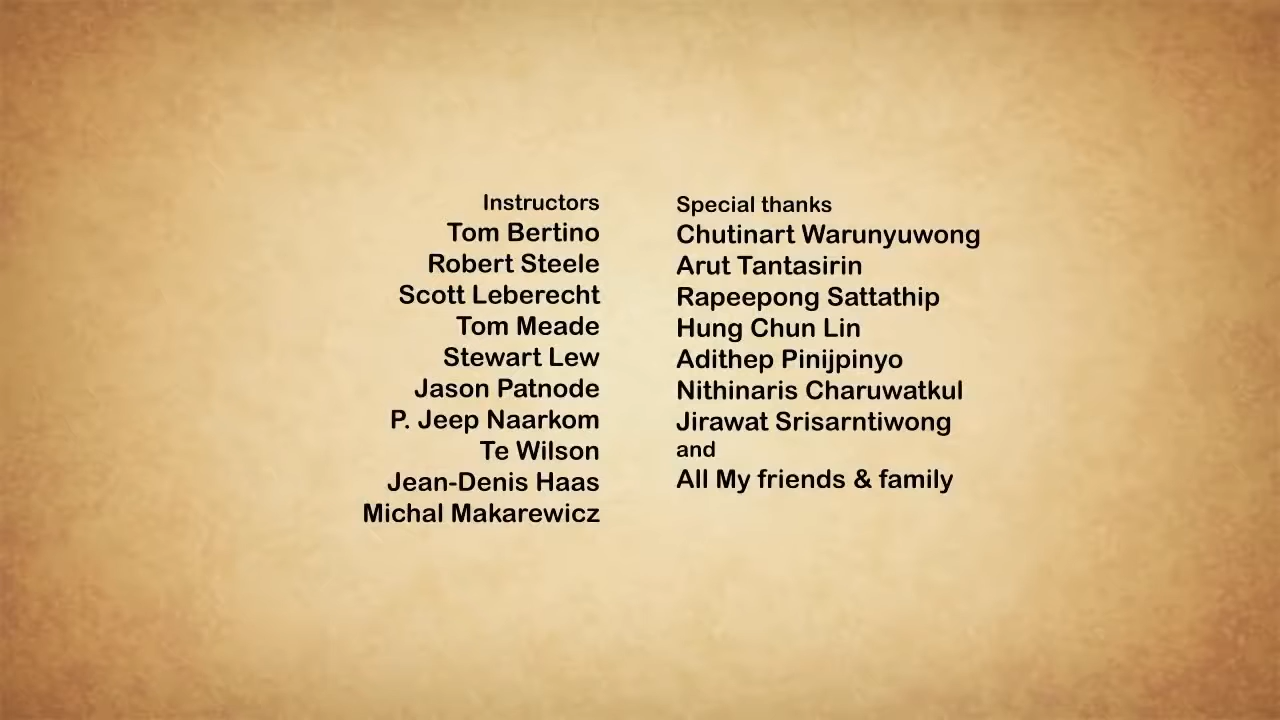 Instructors
Tom Bertino
Robert Steele
Scott Leberecht
Tom Meade
Stewart Lew
Jason Patnode
P. Jeep Naarkom
Te Wilson
Jean-Denis Haas
Michal Makarewicz
Special thanks
Chutinart Warunyuwong
Arut Tantasirin
Rapeepong Sattathip
Hung Chun Lin
Adithep Pinijpinyo
Nithinaris Charuwatkul
Jirawat Srisarntiwong
and
All My friends & family